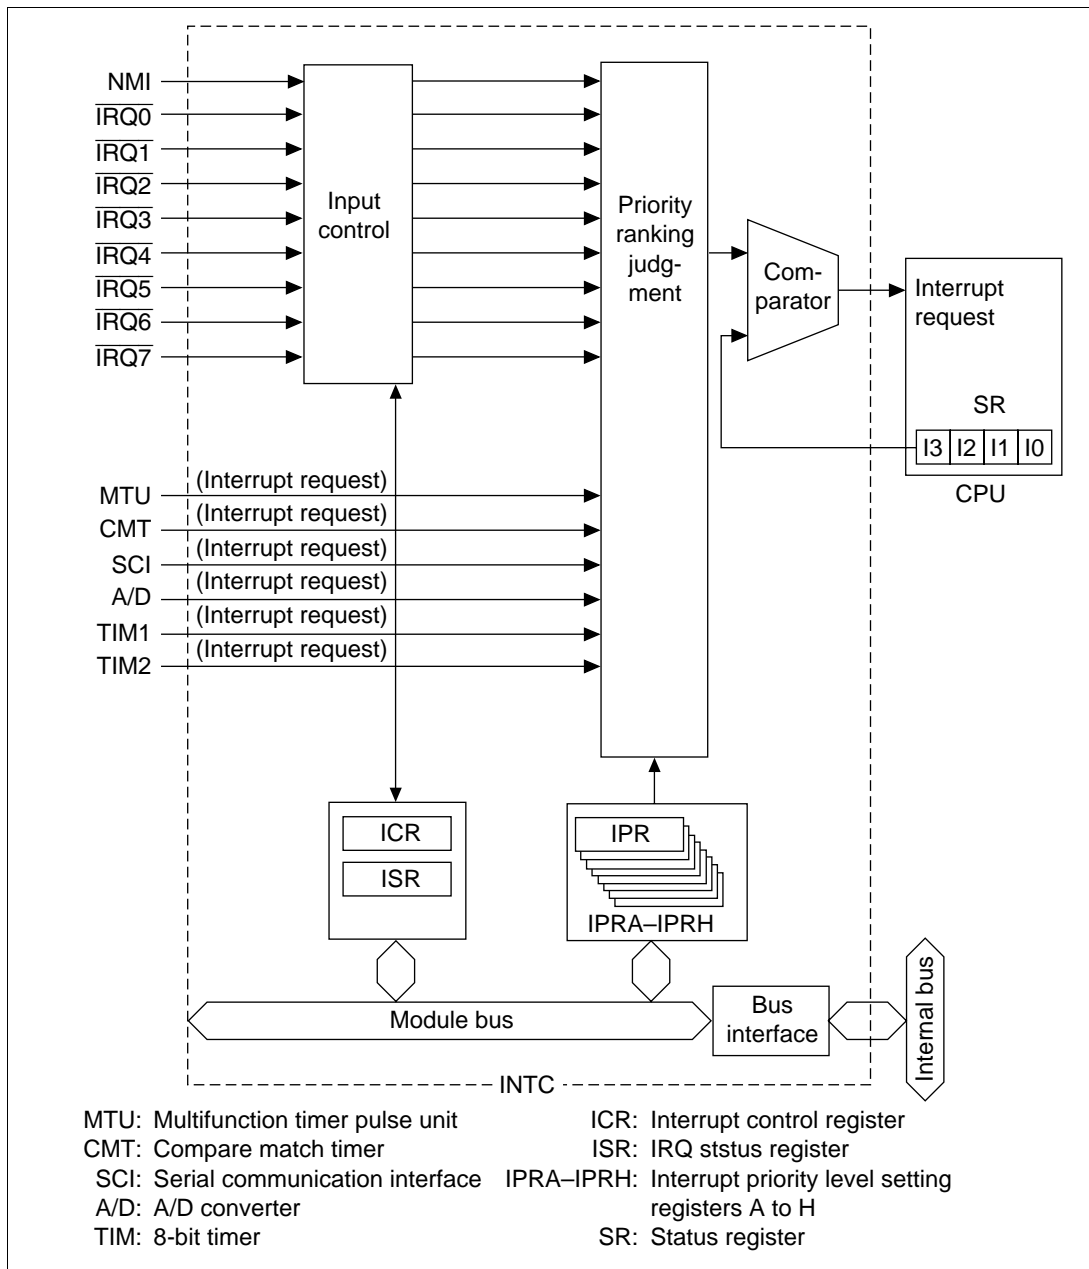 NMI
IRQ0
IRQ1
IRQ2
IRQ3
IRQ4
IRQ5
IRQ6
IRQ7
Input
control
Priority
ranking
judg-
ment
Com-
parator
Interrupt
request
SR
I3 I2 I1 I0
CPU
MTU (Interrupt request)
CMT (Interrupt request)
SCI (Interrupt request)
A/D (Interrupt request)
TIM1 (Interrupt request)
TIM2 (Interrupt request)
ICR
ISR
IPR
IPRA–IPRH
Module bus
Bus
interface
Internal bus
INTC
MTU: Multifunction timer pulse unit
CMT: Compare match timer
SCI: Serial communication interface
A/D: A/D converter
TIM: 8-bit timer
ICR: Interrupt control register
ISR: IRQ ststus register
IPRA–IPRH: Interrupt priority level setting
registers A to H
SR: Status register